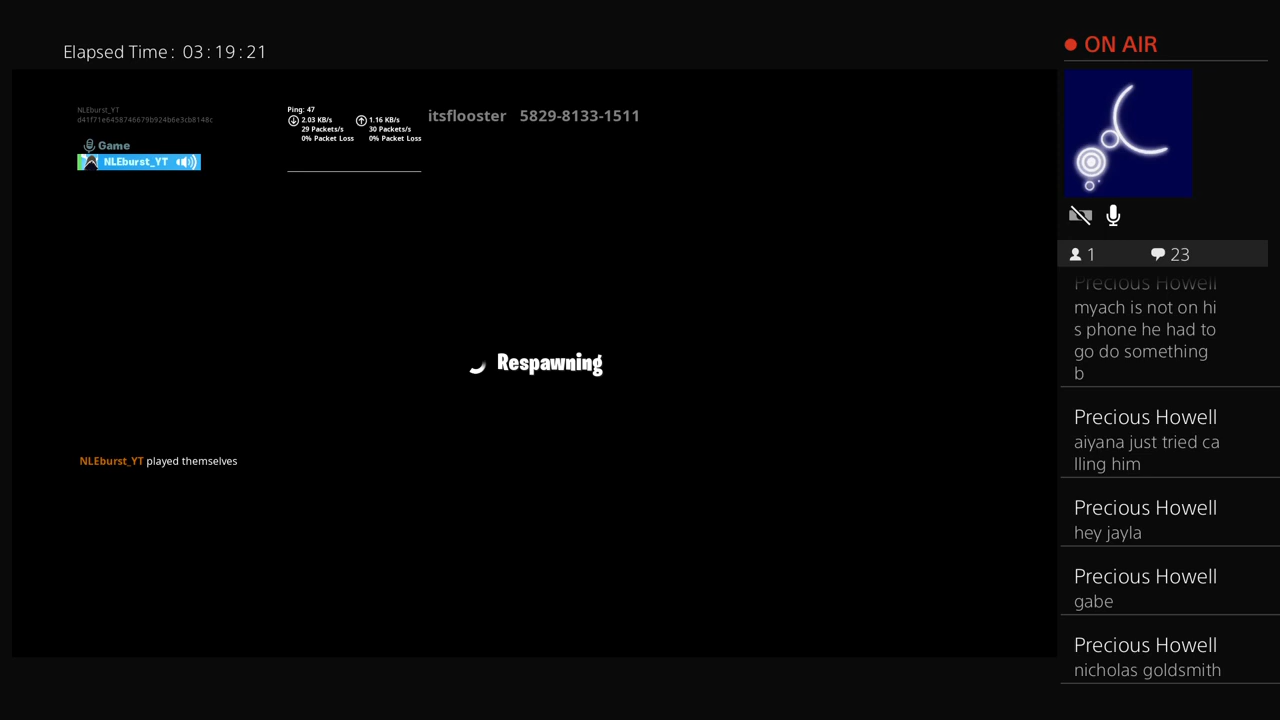 Elapsed Time: 03:19:21
ON AIR
NLEburst_YT
d41f71e6458746679b924b6e3cb8148c
Game
NLEburst_YT
Ping: 47
2.03 KB/s
29 Packets/s
0% Packet Loss
1.16 KB/s
30 Packets/s
0% Packet Loss
itsflooster 5829-8133-1511
Respawning
NLEburst_YT played themselves
1
23
Precious Howell
myach is not on hi
s phone he had to
go do something
b
Precious Howell
aiyana just tried ca
lling him
Precious Howell
hey jayla
Precious Howell
gabe
Precious Howell
nicholas goldsmith